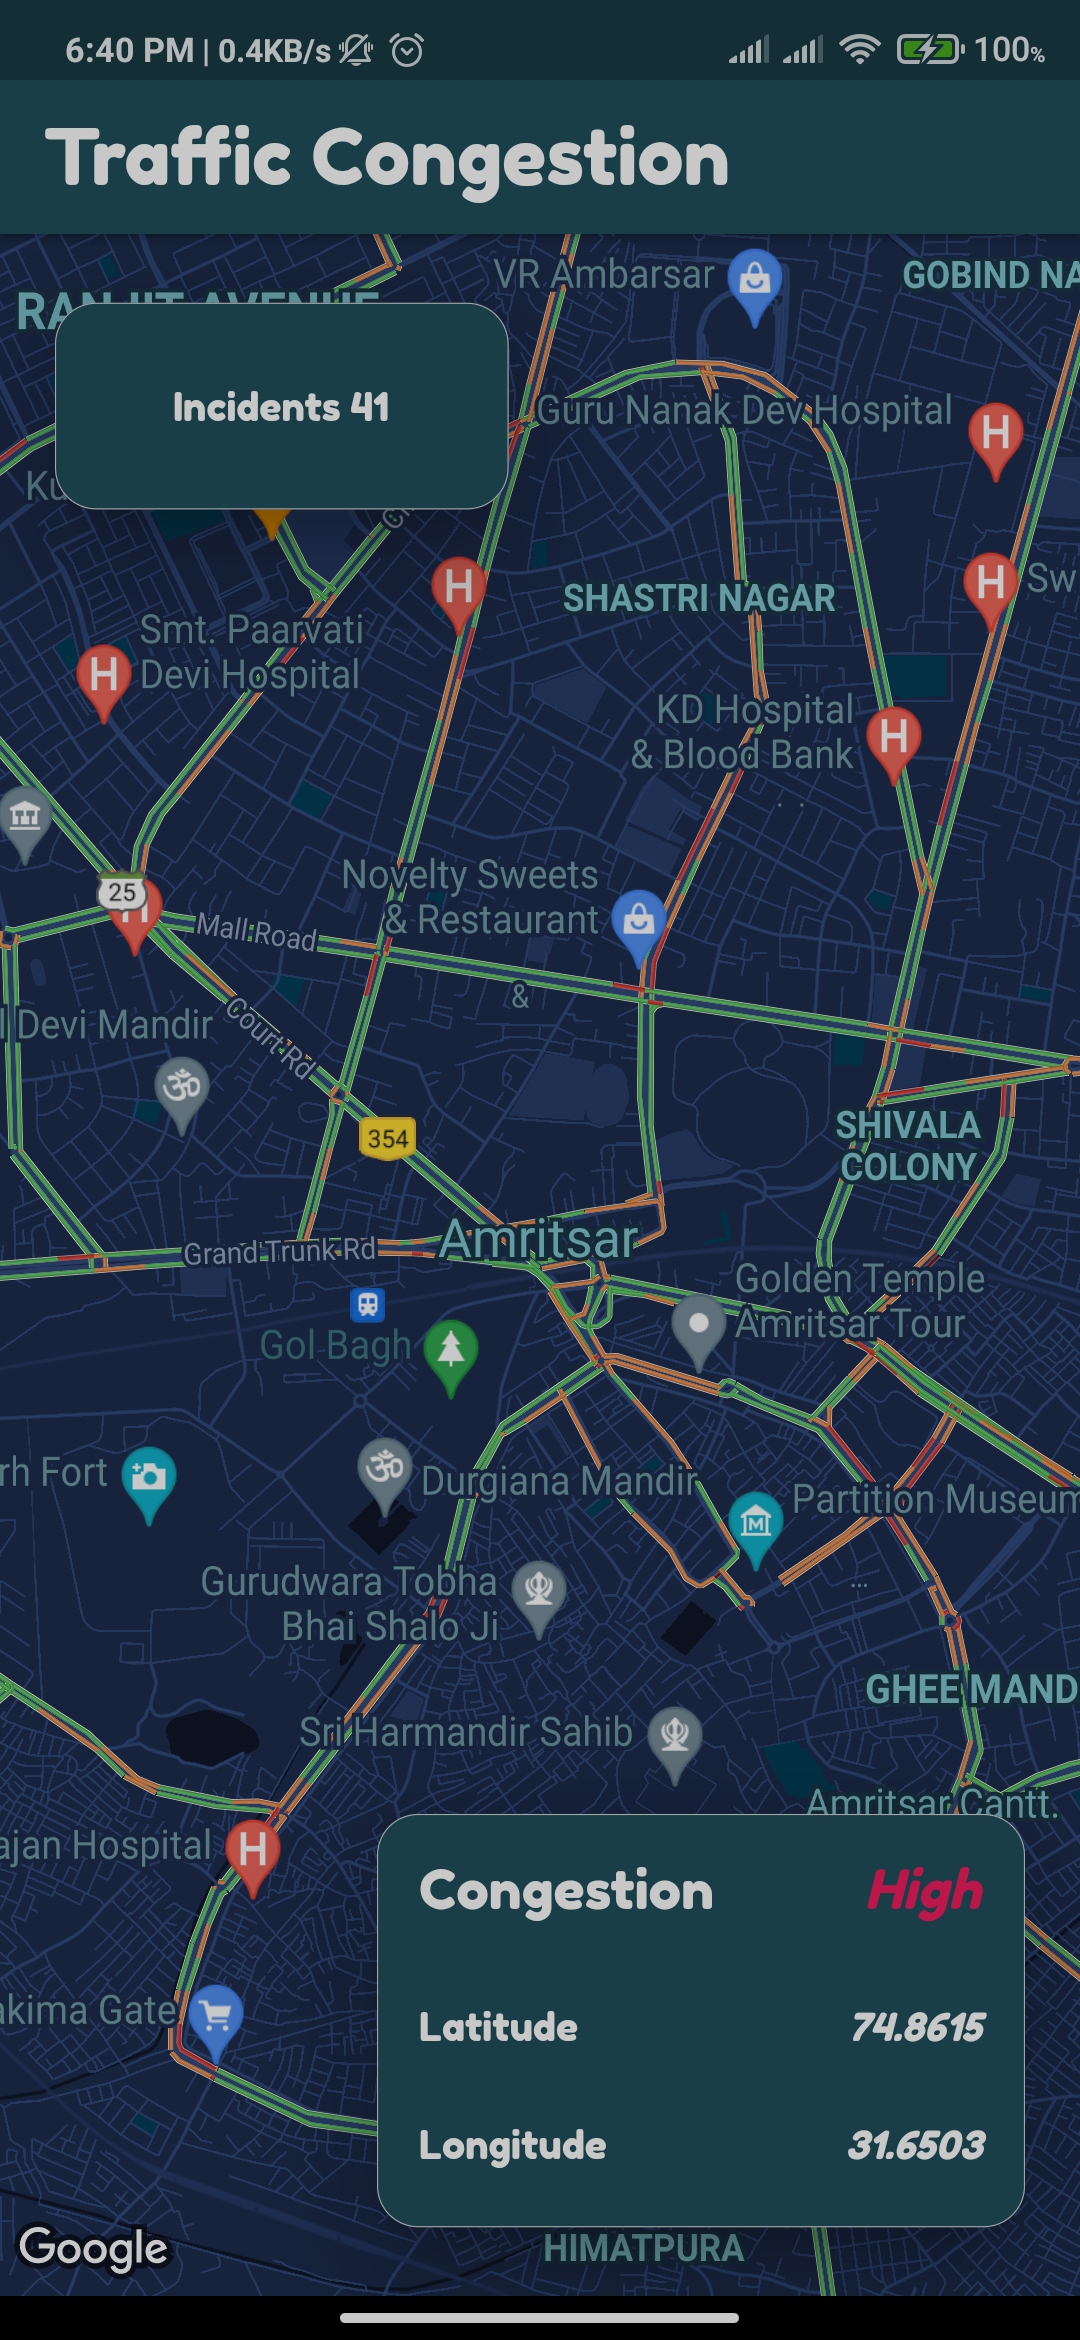 6:40 PM | 0.4KB/s
100%
Traffic Congestion
VR Ambarsar
GOBIND NA
RANJIT AVENUE
Incidents 41
Guru Nanak Dev Hospital
Ku
SHASTRI NAGAR
Sw
Smt. Paarvati
Devi Hospital
KD Hospital
& Blood Bank
Novelty Sweets
& Restaurant
25
Mall Road
&
l Devi Mandir
Court Rd
354
SHIVALA
COLONY
Amritsar
Grand Trunk Rd
Golden Temple
Amritsar Tour
Gol Bagh
rh Fort
Durgiana Mandir
Partition Museum
Gurudwara Tobha
Bhai Shalo Ji
...
GHEE MAND
Sri Harmandir Sahib
Amritsar Cantt.
ajan Hospital
Congestion High
akima Gate
Latitude 74.8615
Longitude 31.6503
Google
HIMATPURA